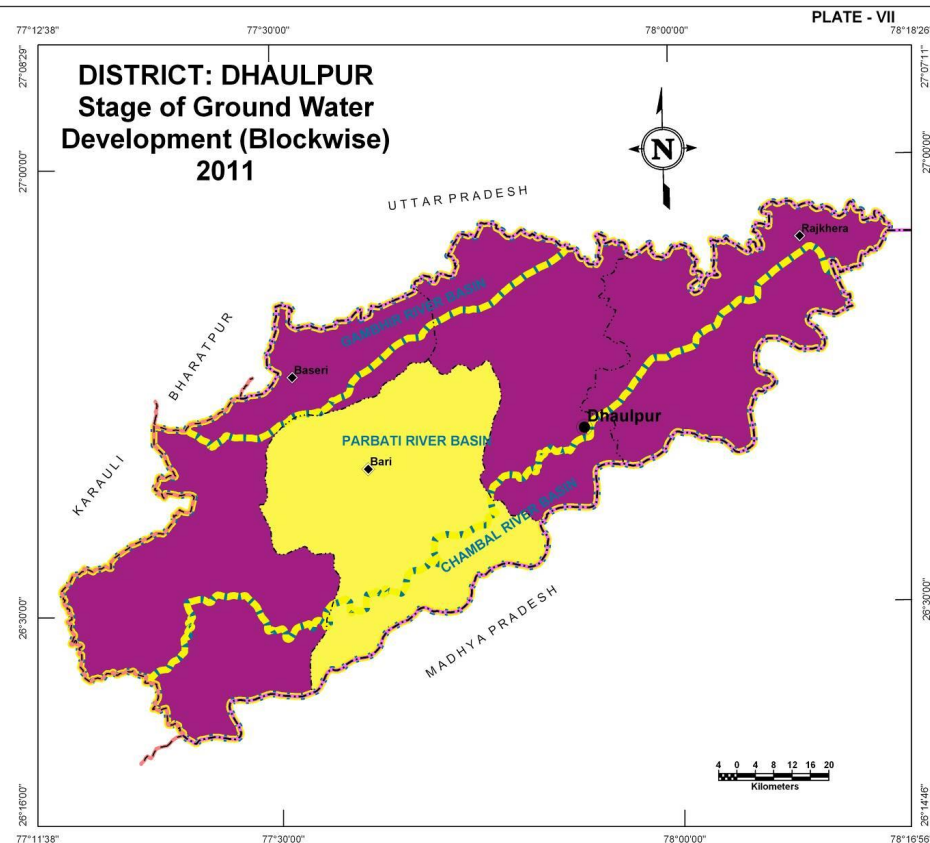 PLATE - VII
77°12'38"
77°30'00"
78°00'00"
78°18'26"
27°08'29"
27°07'11"
DISTRICT: DHAULPUR
Stage of Ground Water
Development (Blockwise)
2011
N
27°00'00"
27°00'00"
UTTAR PRADESH
Rajkhera
GAMBHIR RIVER BASIN
BHARATPUR
Baseri
Dhaulpur
PARBATI RIVER BASIN
Bari
KARAULI
CHAMBAL RIVER BASIN
MADHYA PRADESH
26°30'00"
26°30'00"
4 0 4 8 12 16 20
Kilometers
26°16'00"
26°14'46"
77°11'38"
77°30'00"
78°00'00"
78°16'56"